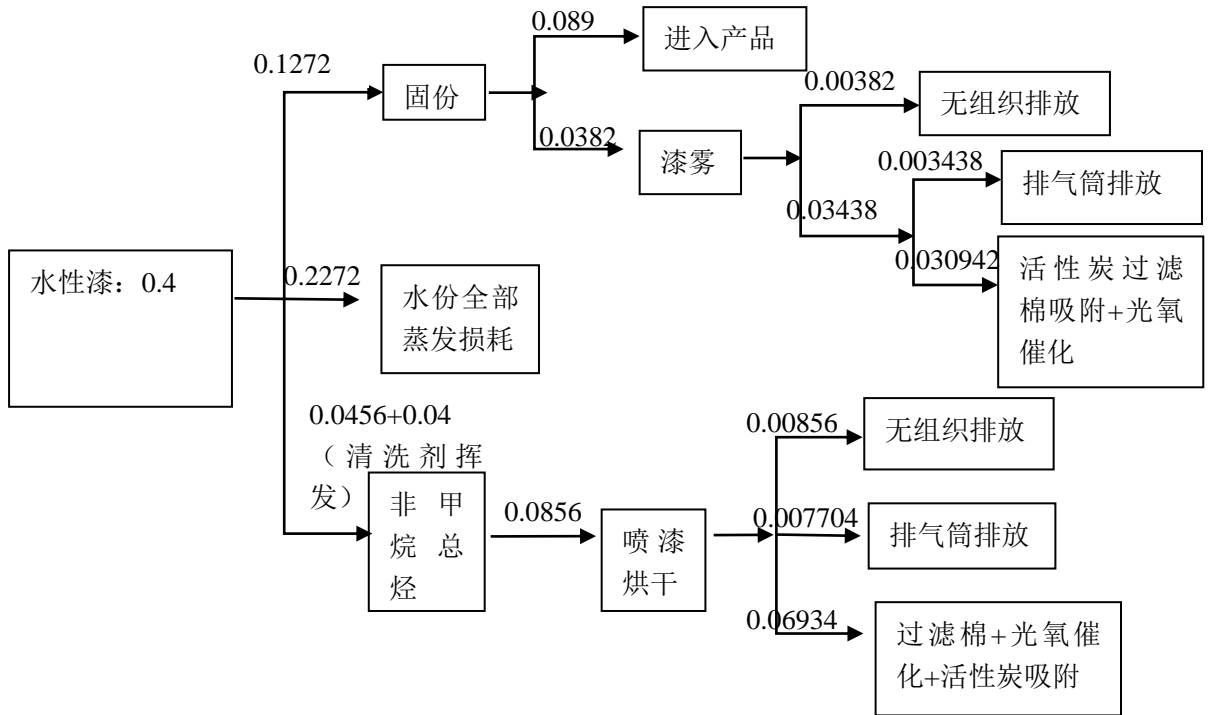 0.089
进入产品
0.1272
固份
0.00382
无组织排放
0.0382
漆雾
0.003438
排气筒排放
0.03438
0.030942
活性炭过滤
棉吸附+光氧
催化
水性漆：0.4
0.2272
水份全部
蒸发损耗
0.0456+0.04
（清洗剂挥
发）
非甲
烷总
烃
0.0856
喷漆
烘干
0.00856
无组织排放
0.007704
排气筒排放
0.06934
过滤棉+光氧催
化+活性炭吸附